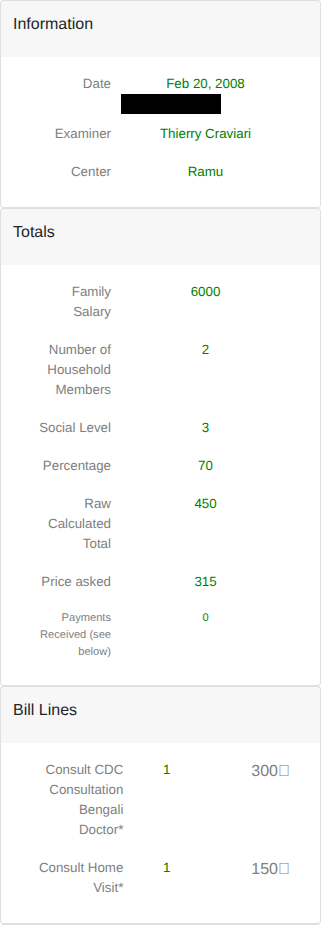 Information
Date Feb 20, 2008
Examiner Thierry Craviari
Center Ramu
Totals
Family 6000
Salary
Number of 2
Household
Members
Social Level 3
Percentage 70
Raw 450
Calculated
Total
Price asked 315
Payments 0
Received (see
below)
Bill Lines
Consult CDC 1 300
Consultation
Bengali
Doctor*
Consult Home 1 150
Visit*